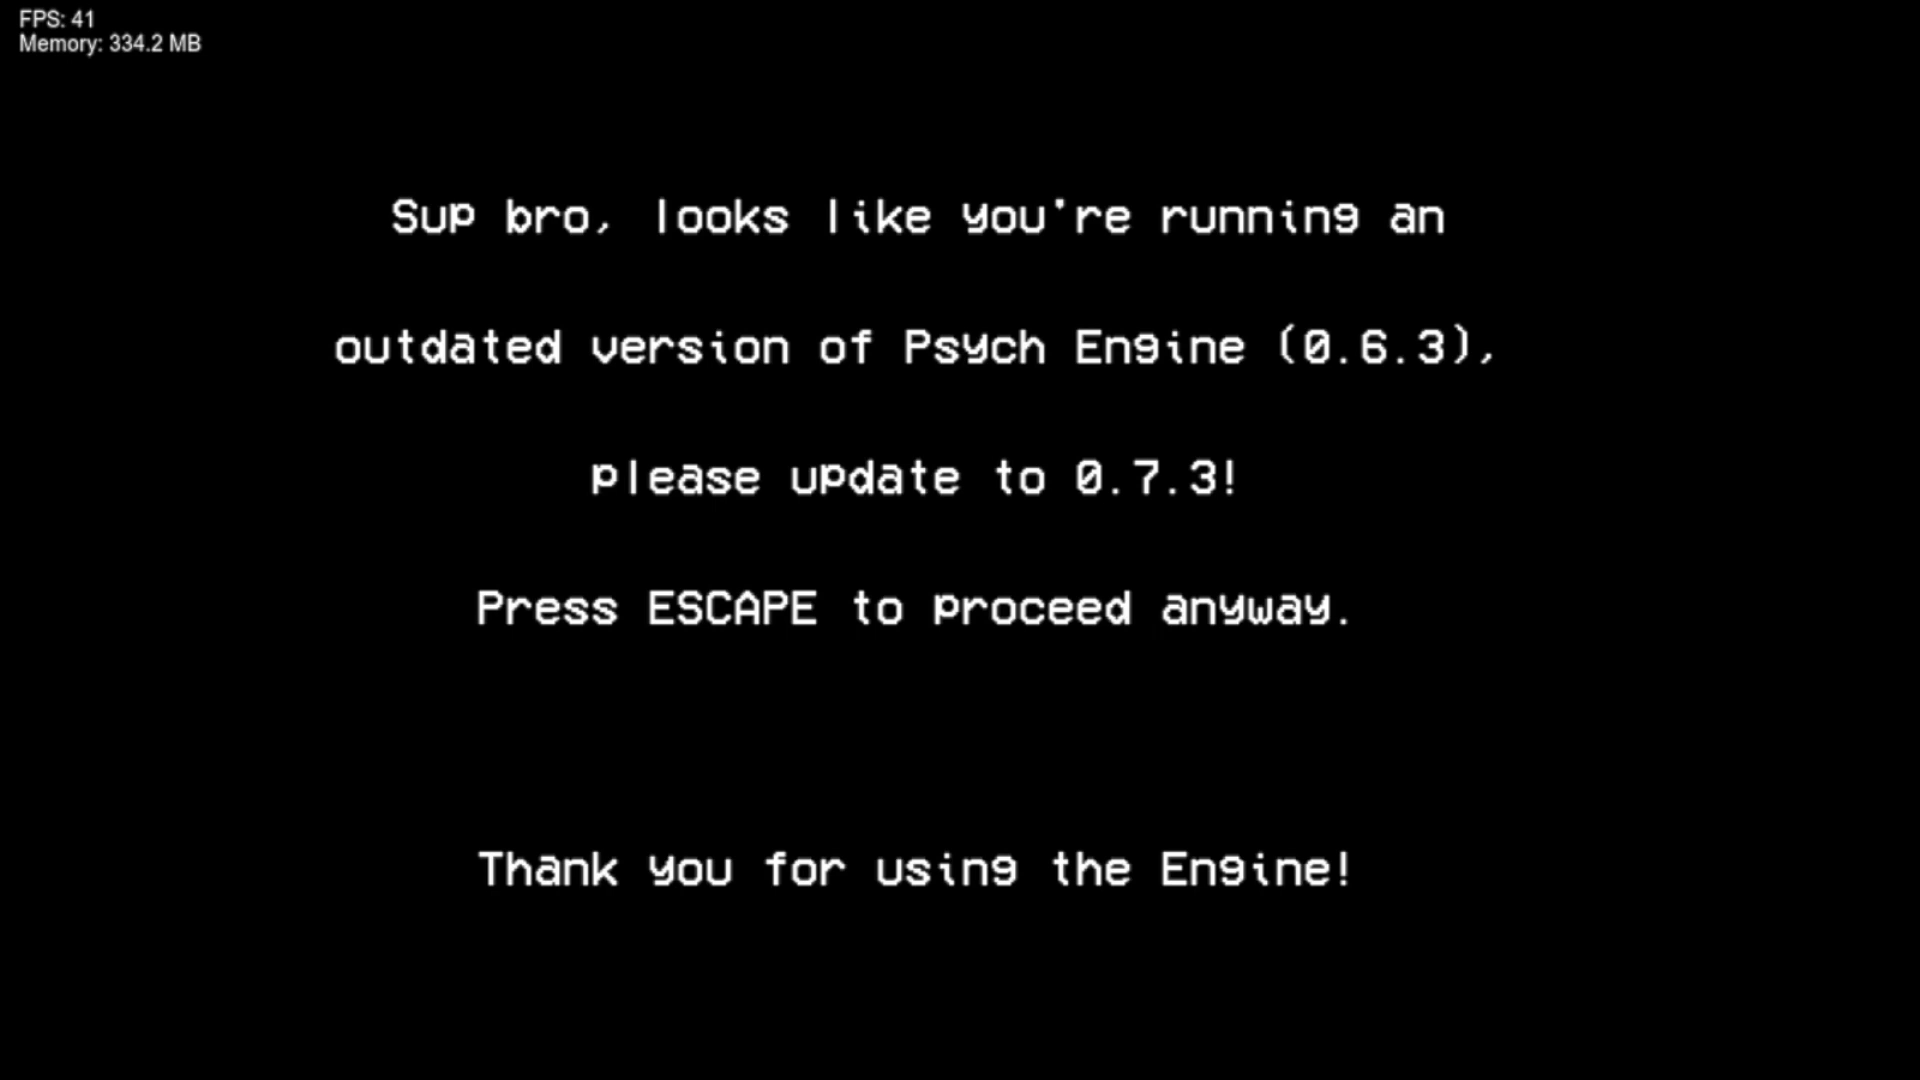 FPS: 41
Memory: 334.2 MB
Sup bro, looks like you're running an
outdated version of Psych Engine (0.6.3),
please update to 0.7.3!
Press ESCAPE to proceed anyway.
Thank you for using the Engine!